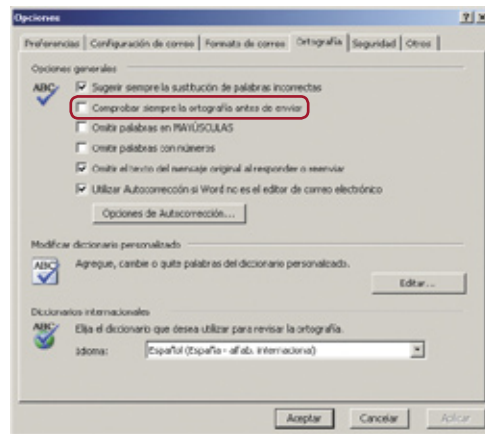 Opciones
Preferencias Configuración de correo Formato de correo Ortografía Seguridad Otros
Opciones generales
ABC
Sugerir siempre la sustitución de palabras incorrectas
Comprobar siempre la ortografía antes de enviar
Omitir palabras en MAYÚSCULAS
Omitir palabras con números
Omitir el texto del mensaje original al responder o reenviar
Utilizar Autocorrección si Word no es el editor de correo electrónico
Opciones de Autocorrección...
Modificar diccionario personalizado
ABC
Agregue, cambie o quite palabras del diccionario personalizado.
Editar...
Diccionarios internacionales
ABC
Elija el diccionario que desea utilizar para revisar la ortografía.
Idioma: Español (España - alfab. internacional)
Aceptar Cancelar Aplicar